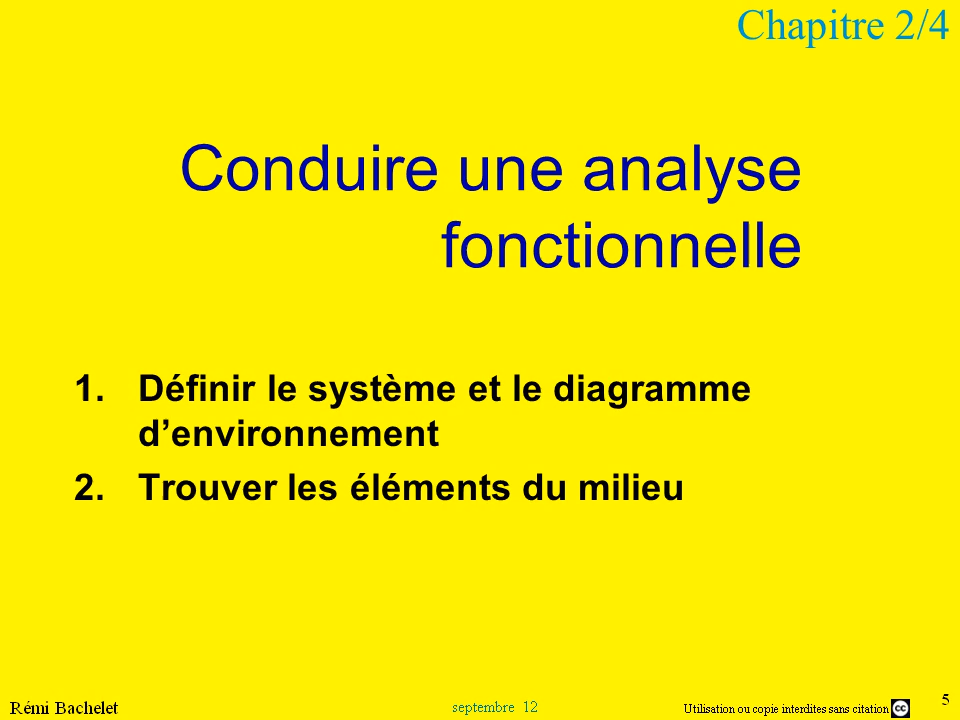 Chapitre 2/4
Conduire une analyse
fonctionnelle
1. Définir le système et le diagramme
d’environnement
2. Trouver les éléments du milieu
Rémi Bachelet
septembre 12
Utilisation ou copie interdites sans citation
cc
5